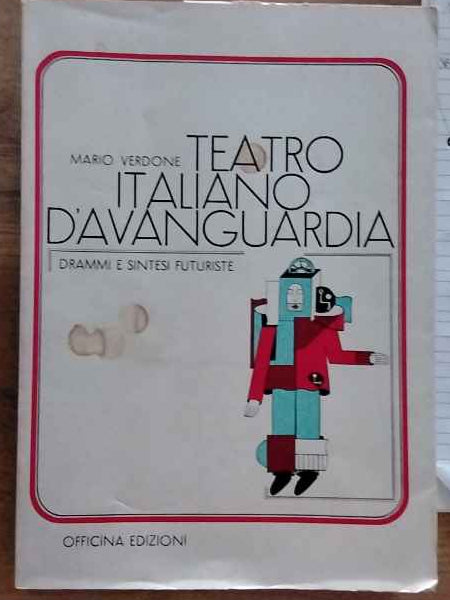 MARIO VERDONE TEATRO
ITALIANO
D'AVANGUARDIA
DRAMMI E SINTESI FUTURISTE
OFFICINA EDIZIONI